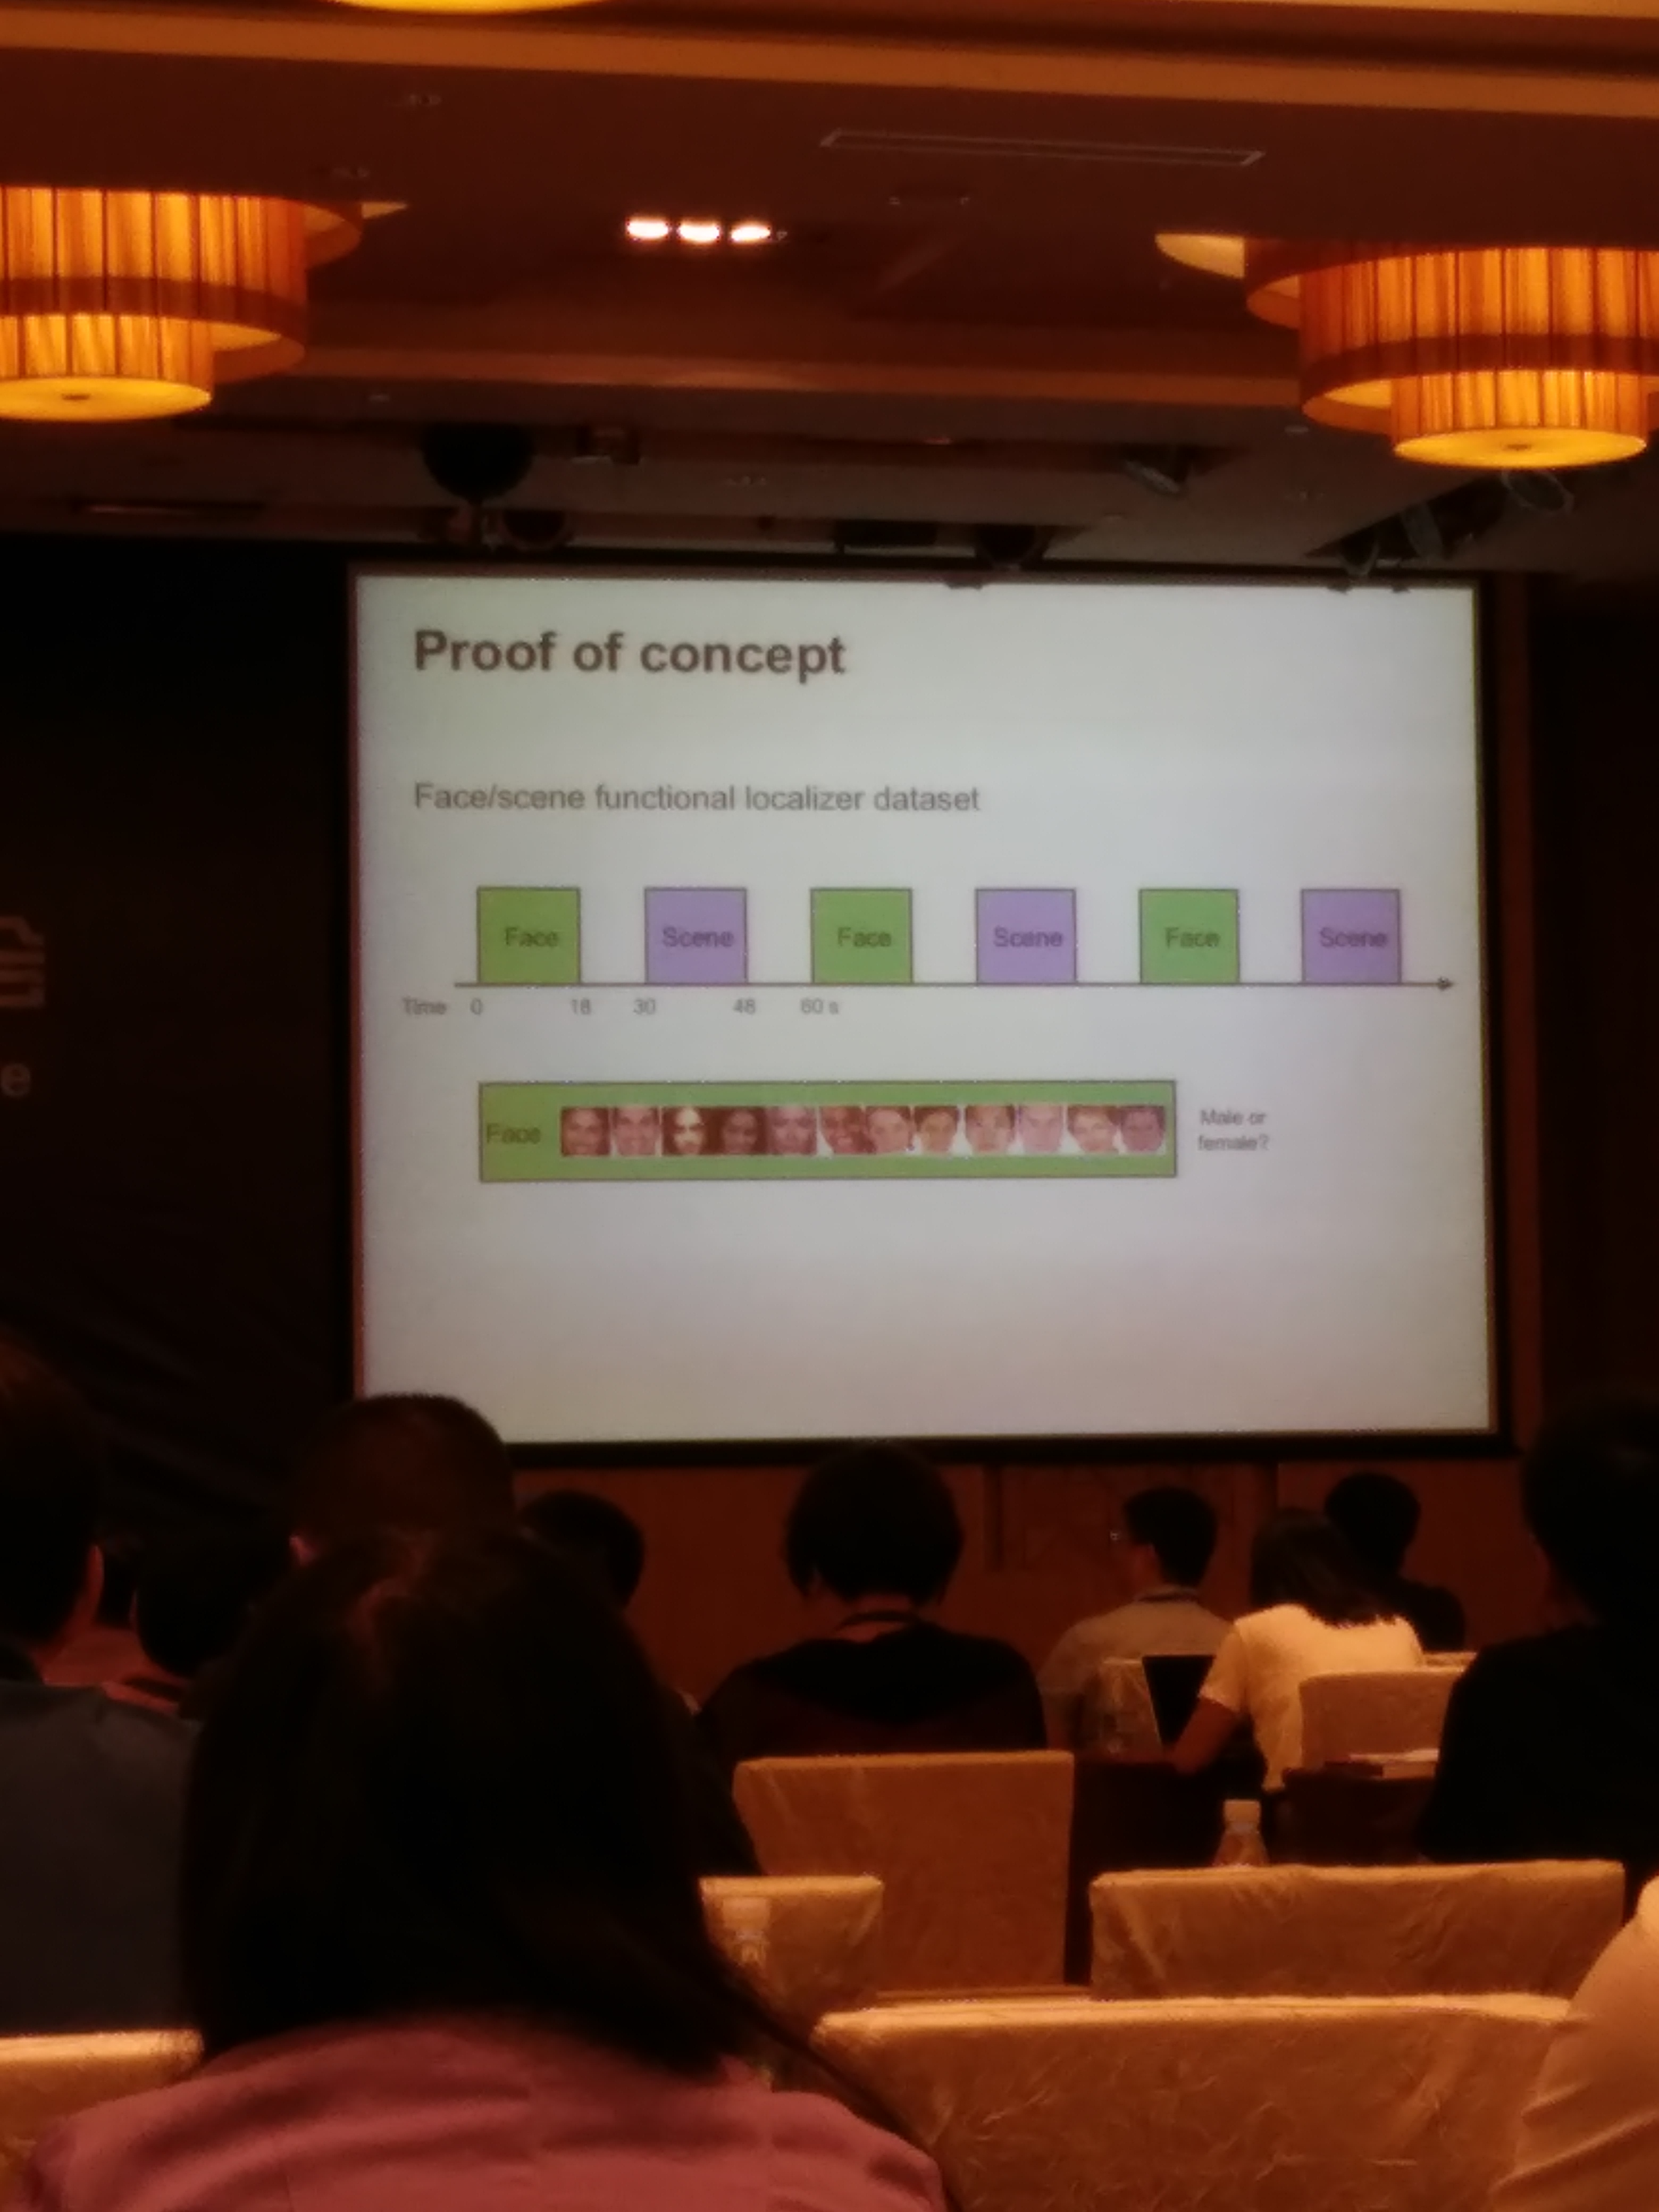 Proof of concept
Face/scene functional localizer dataset
Face Scene Face Scene Face Scene
Time 0 18 30 48 60 s
Face
Male or
female?
e